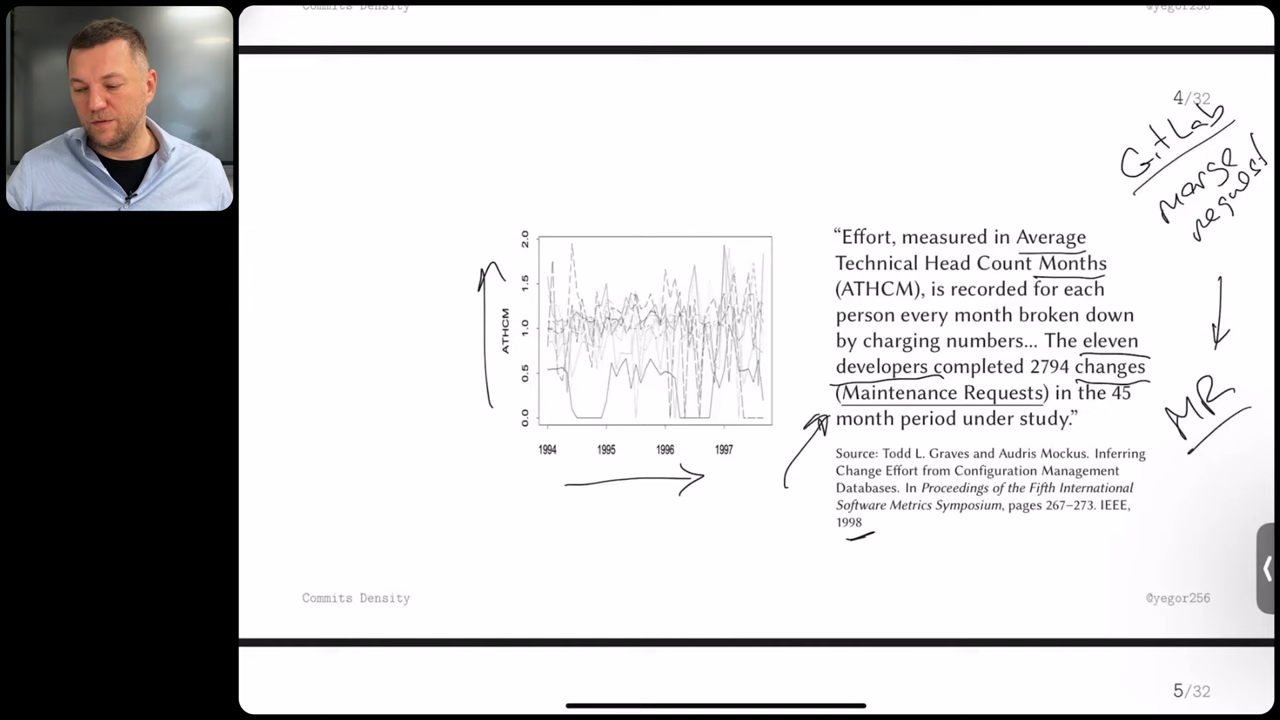 Commits Density
@yegor256
4/32
GitLab
merge
request
MR
2.0
1.5
1.0
0.5
0.0
ATHCM
1994
1995
1996
1997
“Effort, measured in Average
Technical Head Count Months
(ATHCM), is recorded for each
person every month broken down
by charging numbers... The eleven
developers completed 2794 changes
(Maintenance Requests) in the 45
month period under study.”
Source: Todd L. Graves and Audris Mockus. Inferring
Change Effort from Configuration Management
Databases. In Proceedings of the Fifth International
Software Metrics Symposium, pages 267–273. IEEE,
1998
Commits Density
@yegor256
5/32